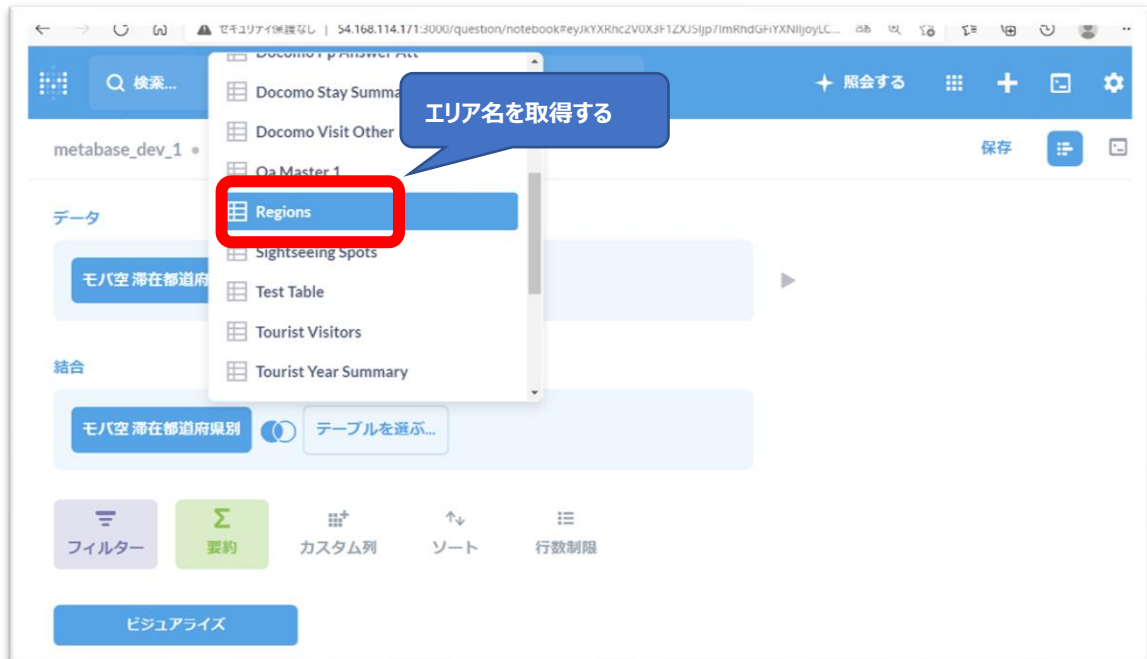 セキュリティ保護なし | 54.168.114.171:3000/question/notebook#
検索...
照会する
Docomo Pp Answer Att
Docomo Stay Summa
Docomo Visit Other
Qa Master 1
Regions
Sightseeing Spots
Test Table
Tourist Visitors
Tourist Year Summary
エリア名を取得する
metabase_dev_1
保存
データ
モバ空 滞在都道府
結合
モバ空 滞在都道府県別
テーブルを選ぶ...
フィルター
要約
カスタム列
ソート
行数制限
ビジュアライズ